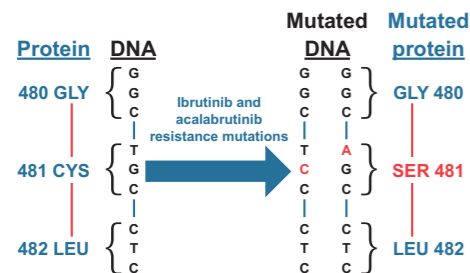 Mutated Mutated
Protein DNA DNA protein
480 GLY G G C
G G C G G C GLY 480
Ibrutinib and
acalabrutinib
resistance mutations
481 CYS T G C
T C C A G C SER 481
482 LEU C T C
C T C C T C LEU 482